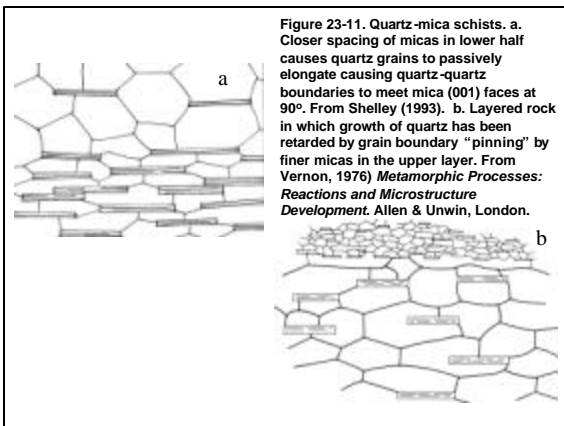 Figure 23-11. Quartz-mica schists. a.
Closer spacing of micas in lower half
causes quartz grains to passively
elongate causing quartz-quartz
boundaries to meet mica (001) faces at
90º. From Shelley (1993). b. Layered rock
in which growth of quartz has been
retarded by grain boundary “pinning” by
finer micas in the upper layer. From
Vernon, 1976) Metamorphic Processes:
Reactions and Microstructure
Development. Allen & Unwin, London.
a
b